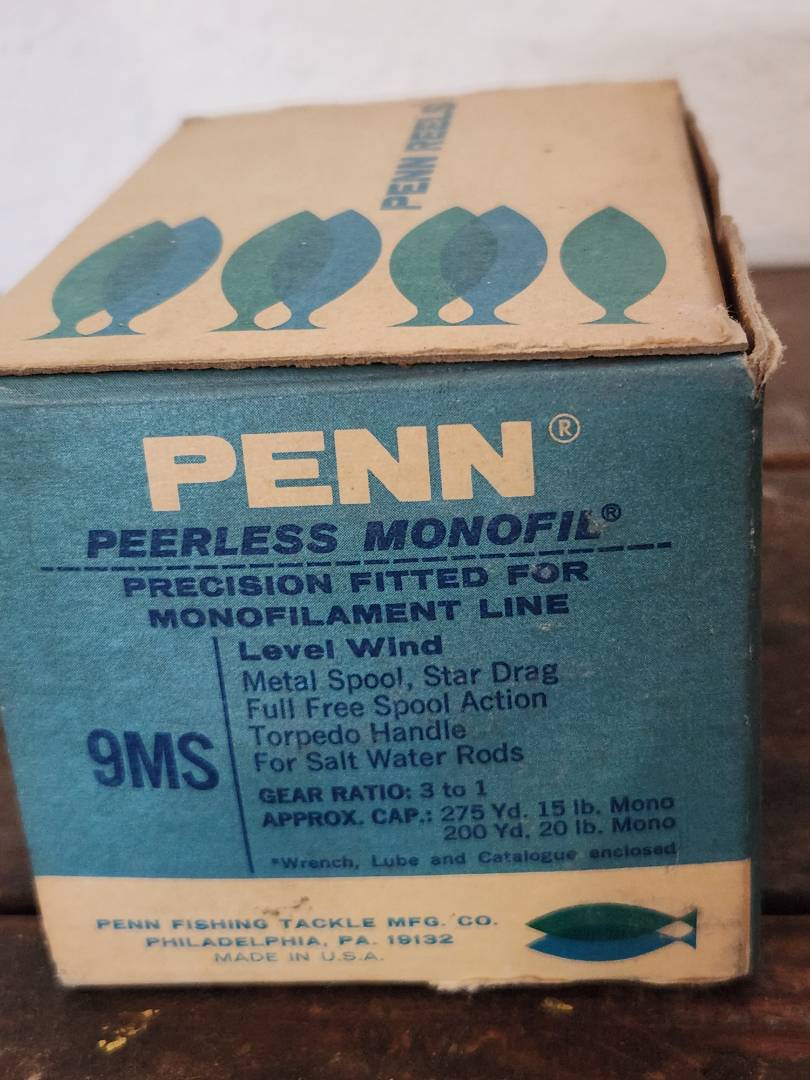 PENN REELS
PENN®
PEERLESS MONOFIL®
PRECISION FITTED FOR
MONOFILAMENT LINE
Level Wind
Metal Spool, Star Drag
Full Free Spool Action
Torpedo Handle
For Salt Water Rods
9MS
GEAR RATIO: 3 to 1
APPROX. CAP.: 275 Yd. 15 lb. Mono
200 Yd. 20 lb. Mono
*Wrench, Lube and Catalogue enclosed
PENN FISHING TACKLE MFG. CO.
PHILADELPHIA, PA. 19132
MADE IN U.S.A.